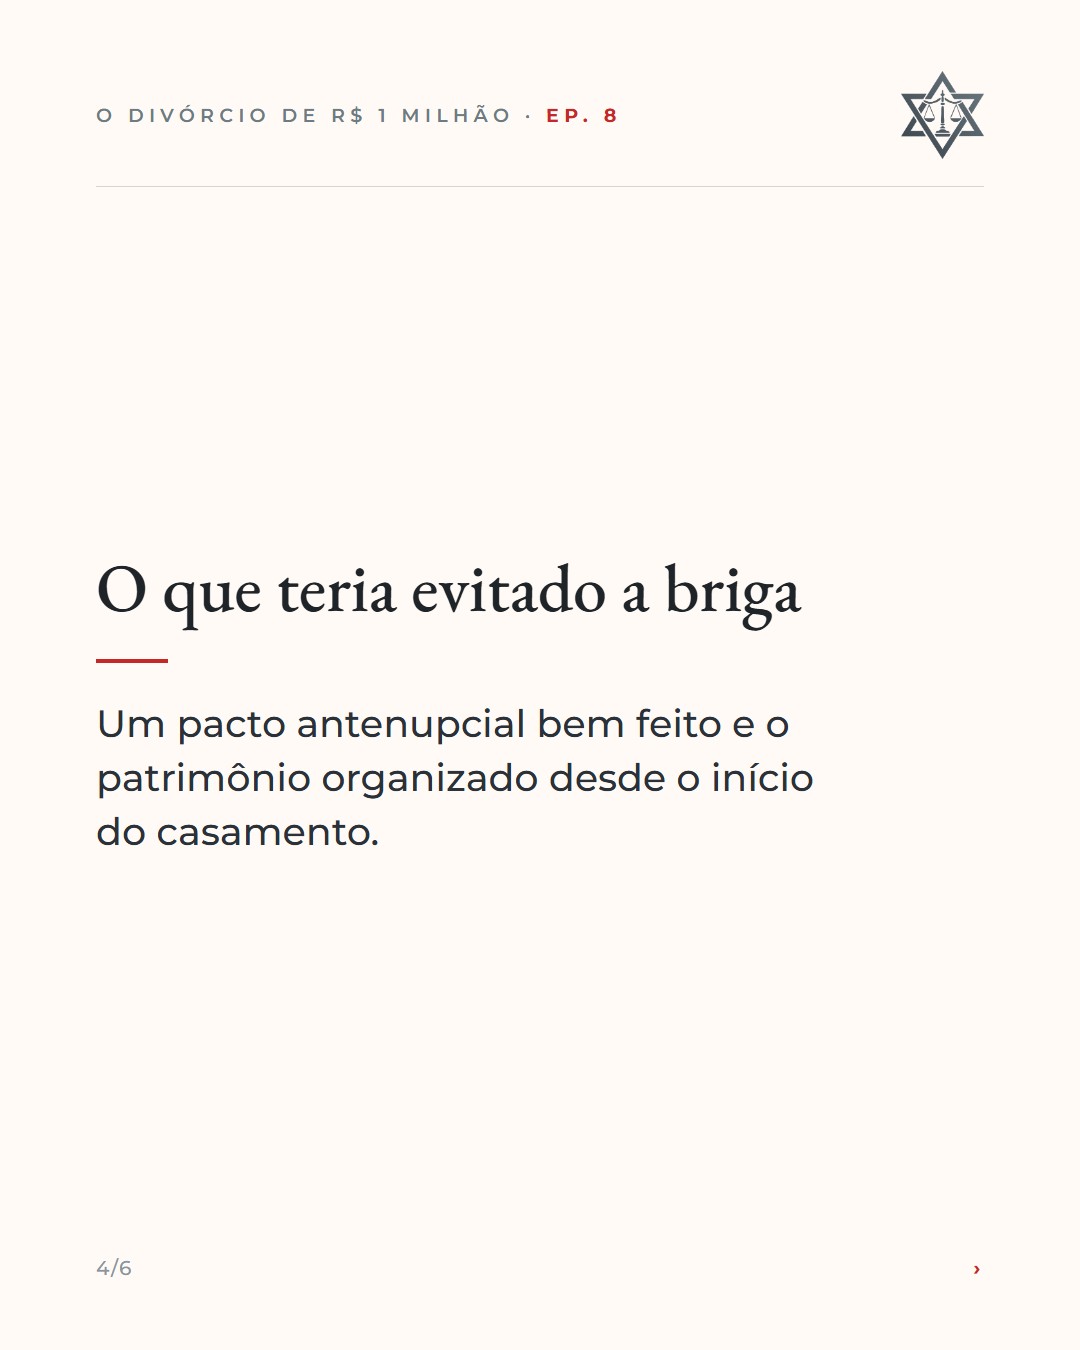 O DIVÓRCIO DE R$ 1 MILHÃO · EP. 8
O que teria evitado a briga
Um pacto antenupcial bem feito e o
patrimônio organizado desde o início
do casamento.
4/6 ›